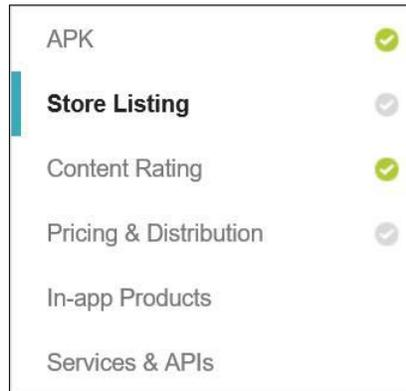 APK
Store Listing
Content Rating
Pricing & Distribution
In-app Products
Services & APIs